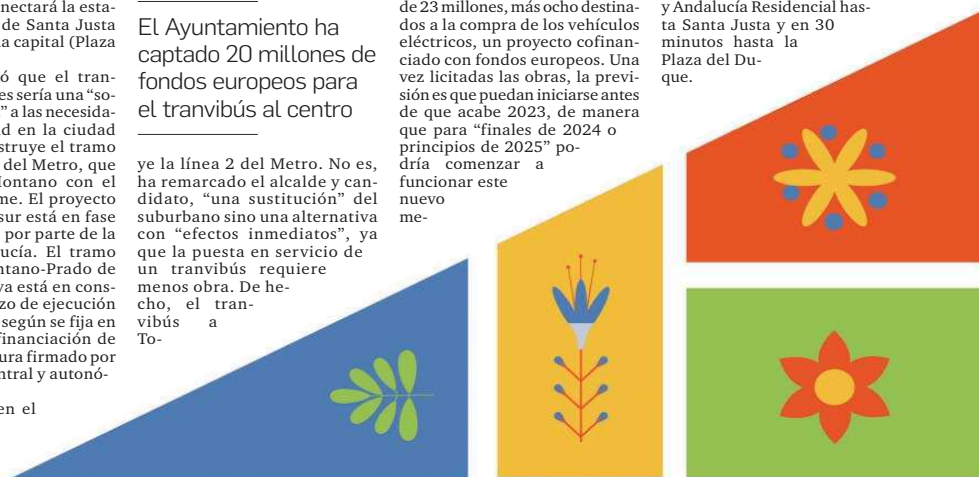 nectará la esta-
de Santa Justa
a capital (Plaza
ó que el tran-
es sería una “so-
” a las necesida-
d en la ciudad
struye el tramo
del Metro, que
Montano con el
me. El proyecto
sur está en fase
por parte de la
ucía. El tramo
ntano-Prado de
ya está en cons-
zo de ejecución
según se fija en
financiación de
ura firmado por
ntral y autonó-
en el
El Ayuntamiento ha
captado 20 millones de
fondos europeos para
el tranvibús al centro
ye la línea 2 del Metro. No es,
ha remarcado el alcalde y can-
didato, “una sustitución” del
suburbano sino una alternativa
con “efectos inmediatos”, ya
que la puesta en servicio de
un tranvibús requiere
menos obra. De he-
cho, el tran-
vibús a
To-
de 23 millones, más ocho destina-
dos a la compra de los vehículos
eléctricos, un proyecto cofinan-
ciado con fondos europeos. Una
vez licitadas las obras, la previ-
sión es que puedan iniciarse antes
de que acabe 2023, de manera
que para “finales de 2024 o
principios de 2025” po-
dría comenzar a
funcionar este
nuevo
me-
y Andalucía Residencial has-
ta Santa Justa y en 30
minutos hasta la
Plaza del Du-
que.